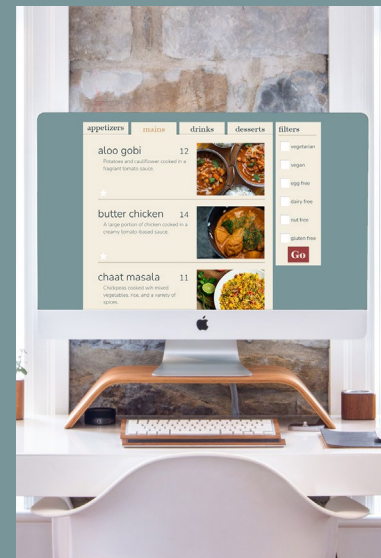 appetizers
mains
drinks
desserts
aloo gobi 12
Potatoes and cauliflower cooked in a
fragrant tomato sauce.
butter chicken 14
A large portion of chicken cooked in a
creamy tomato-based sauce.
chaat masala 11
Chickpeas cooked wih mixed
vegetables, rice, and a variety of
spices.
filters
vegetarian
vegan
egg free
dairy free
nut free
gluten free
Go